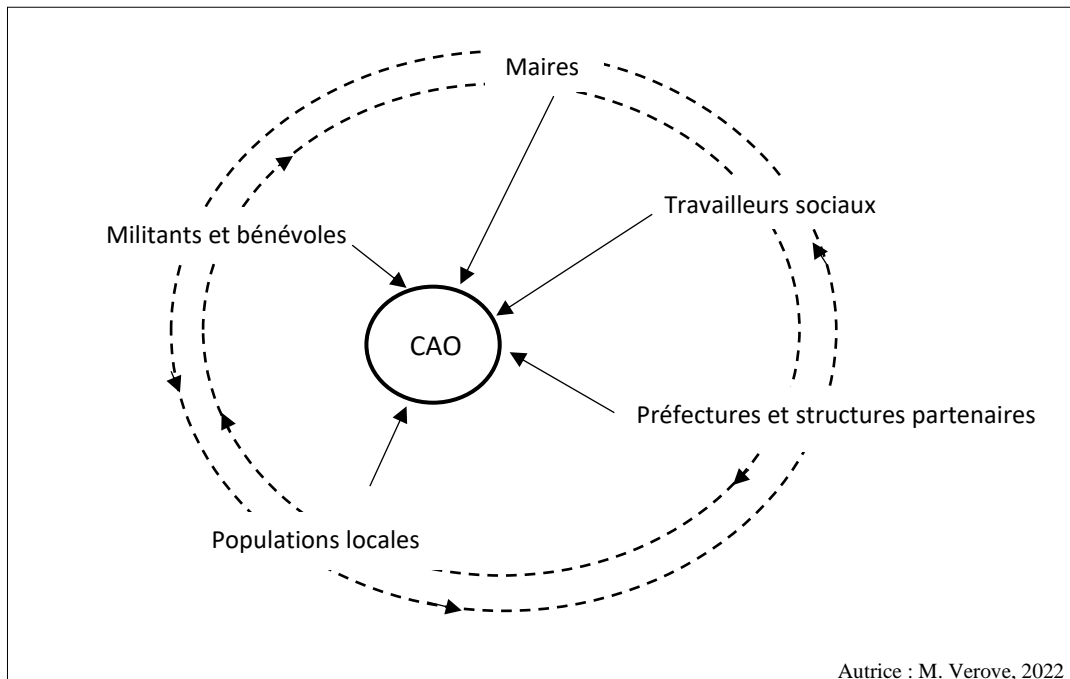 Maires
Travailleurs sociaux
Militants et bénévoles
CAO
Préfectures et structures partenaires
Populations locales
Autrice : M. Verove, 2022